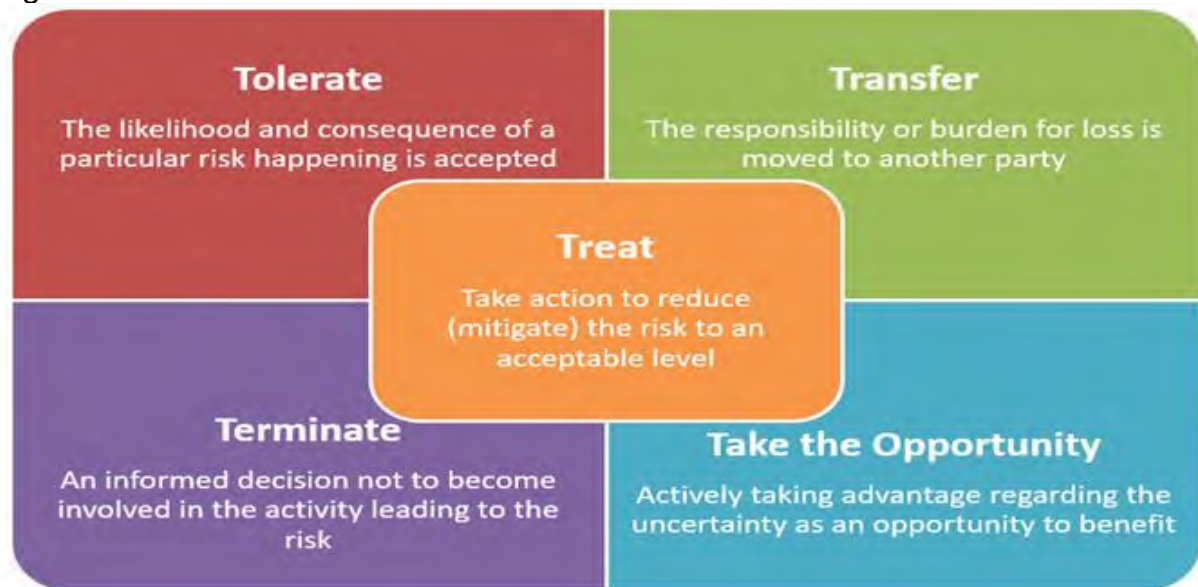 Tolerate
The likelihood and consequence of a
particular risk happening is accepted
Transfer
The responsibility or burden for loss is
moved to another party
Treat
Take action to reduce
(mitigate) the risk to an
acceptable level
Terminate
An informed decision not to become
involved in the activity leading to the
risk
Take the Opportunity
Actively taking advantage regarding the
uncertainty as an opportunity to benefit